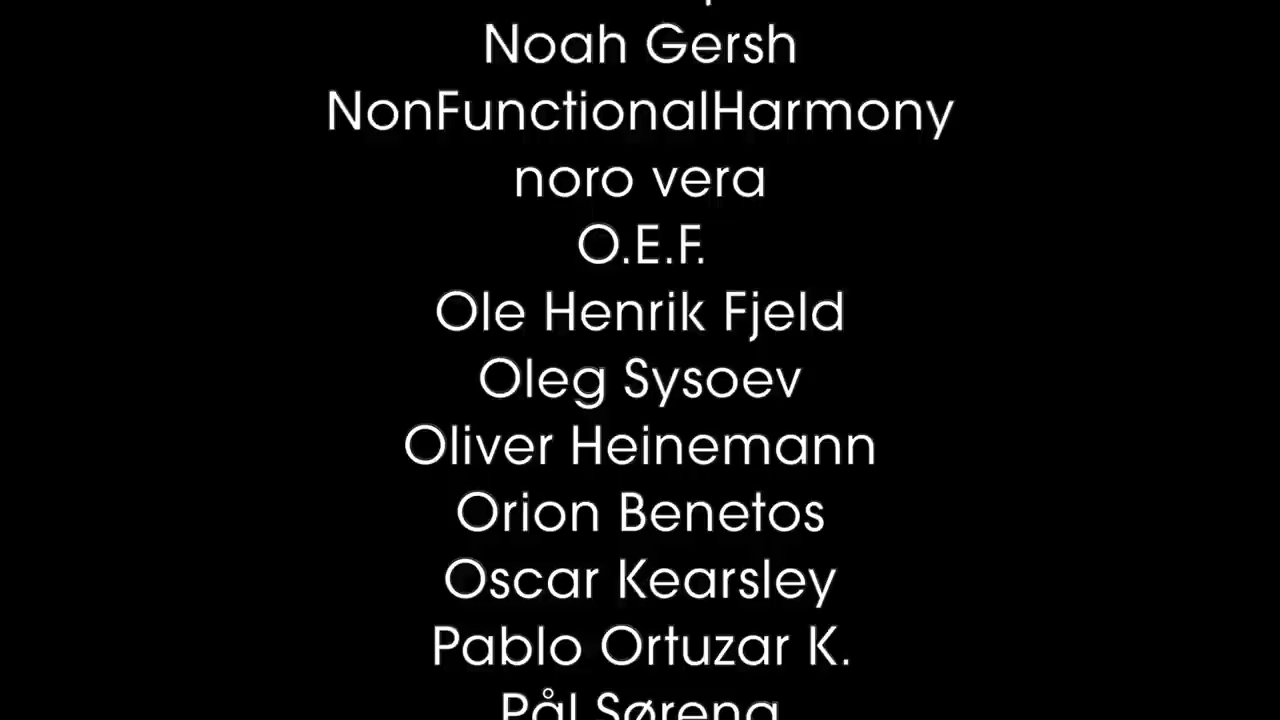 Noah Gersh
NonFunctionalHarmony
noro vera
O.E.F.
Ole Henrik Fjeld
Oleg Sysoev
Oliver Heinemann
Orion Benetos
Oscar Kearsley
Pablo Ortuzar K.
Pål Søreng